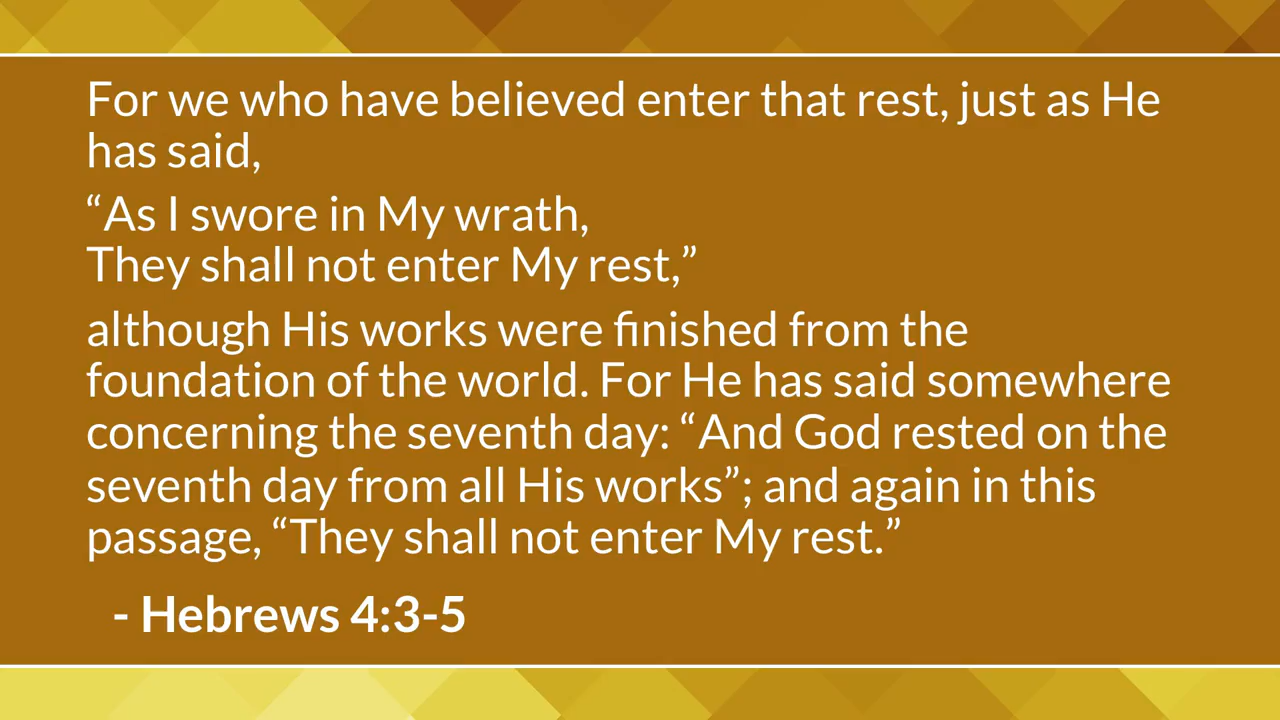 For we who have believed enter that rest, just as He
has said,
“As I swore in My wrath,
They shall not enter My rest,”
although His works were finished from the
foundation of the world. For He has said somewhere
concerning the seventh day: “And God rested on the
seventh day from all His works”; and again in this
passage, “They shall not enter My rest.”
- Hebrews 4:3-5